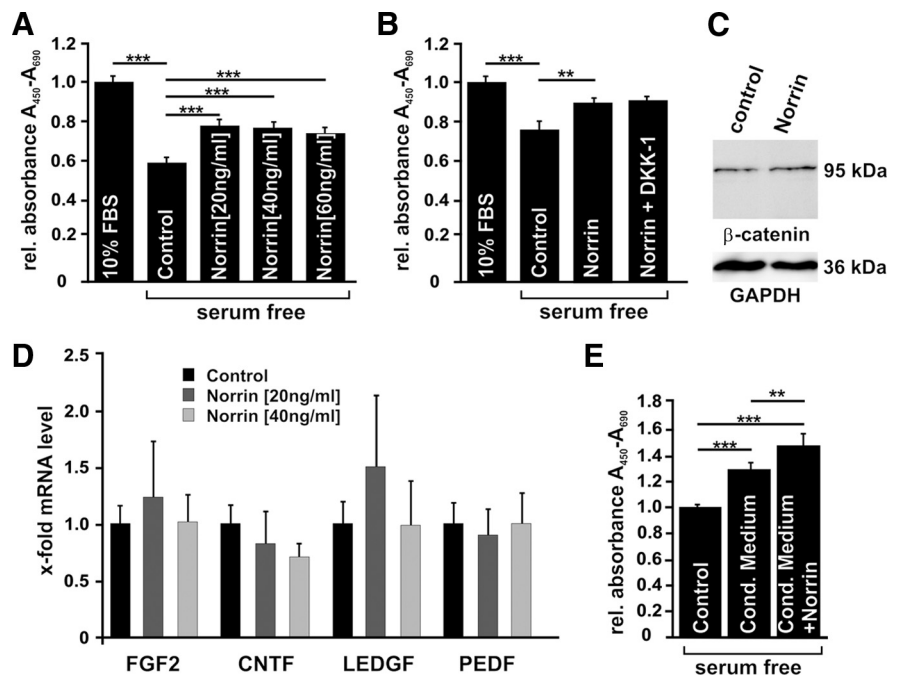 A
rel. absorbance A450-A690
1.2
1.0
0.8
0.6
0.4
0.2
0
***
***
***
***
10% FBS
Control
Norrin[20ng/ml]
Norrin[40ng/ml]
Norrin[60ng/ml]
serum free
B
rel. absorbance A450-A690
1.2
1.0
0.8
0.6
0.4
0.2
0
***
**
10% FBS
Control
Norrin
Norrin + DKK-1
serum free
C
control
Norrin
95 kDa
β-catenin
36 kDa
GAPDH
D
x-fold mRNA level
2.5
2.0
1.5
1.0
0.5
0
Control
Norrin [20ng/ml]
Norrin [40ng/ml]
FGF2
CNTF
LEDGF
PEDF
E
rel. absorbance A450-A690
1.8
1.6
1.4
1.2
1.0
0.8
0.6
0.4
0.2
0
**
***
***
Control
Cond. Medium
Cond. Medium
+Norrin
serum free